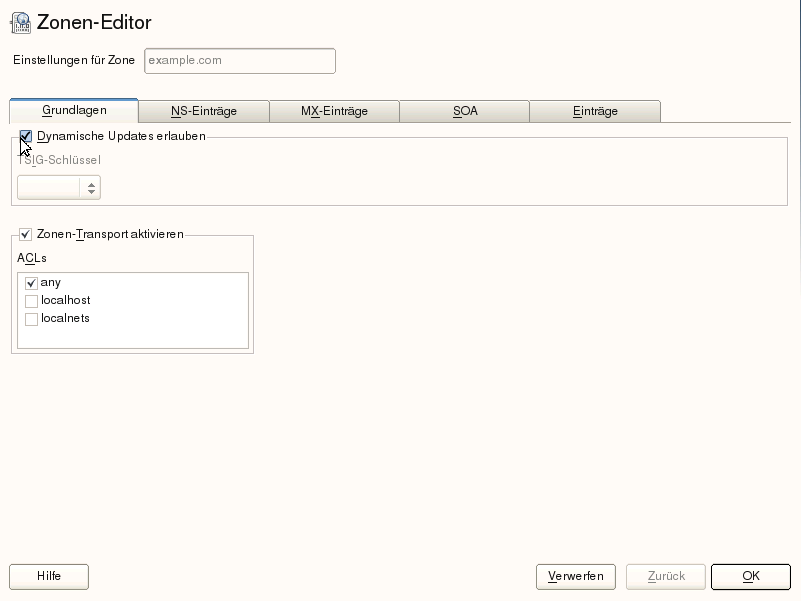 Zonen-Editor
Einstellungen für Zone example.com
Grundlagen NS-Einträge MX-Einträge SOA Einträge
Dynamische Updates erlauben
TSIG-Schlüssel
Zonen-Transport aktivieren
ACLs
any
localhost
localnets
Hilfe Verwerfen Zurück OK